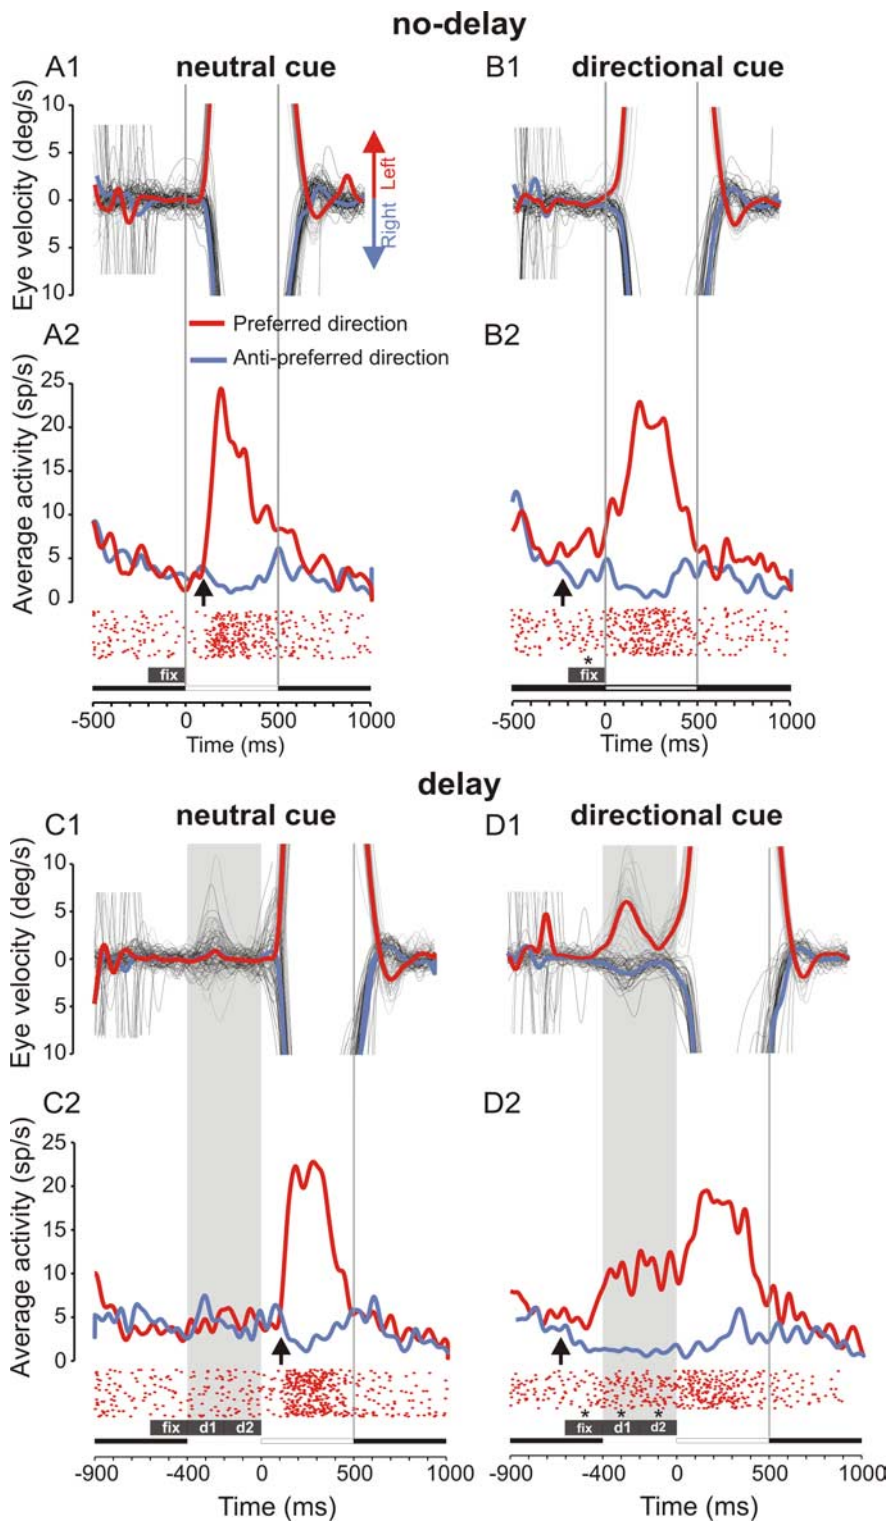 no-delay
A1 neutral cue
B1 directional cue
Eye velocity (deg/s)
10
5
0
5
10
Left
Right
Preferred direction
Anti-preferred direction
A2
B2
Average activity (sp/s)
25
20
15
10
5
0
*
fix
fix
-500 0 500 1000
-500 0 500 1000
Time (ms)
Time (ms)
delay
C1 neutral cue
D1 directional cue
Eye velocity (deg/s)
10
5
0
5
10
C2
D2
Average activity (sp/s)
25
20
15
10
5
0
* * *
fix d1 d2
fix d1 d2
-900 -400 0 500 1000
-900 -400 0 500 1000
Time (ms)
Time (ms)